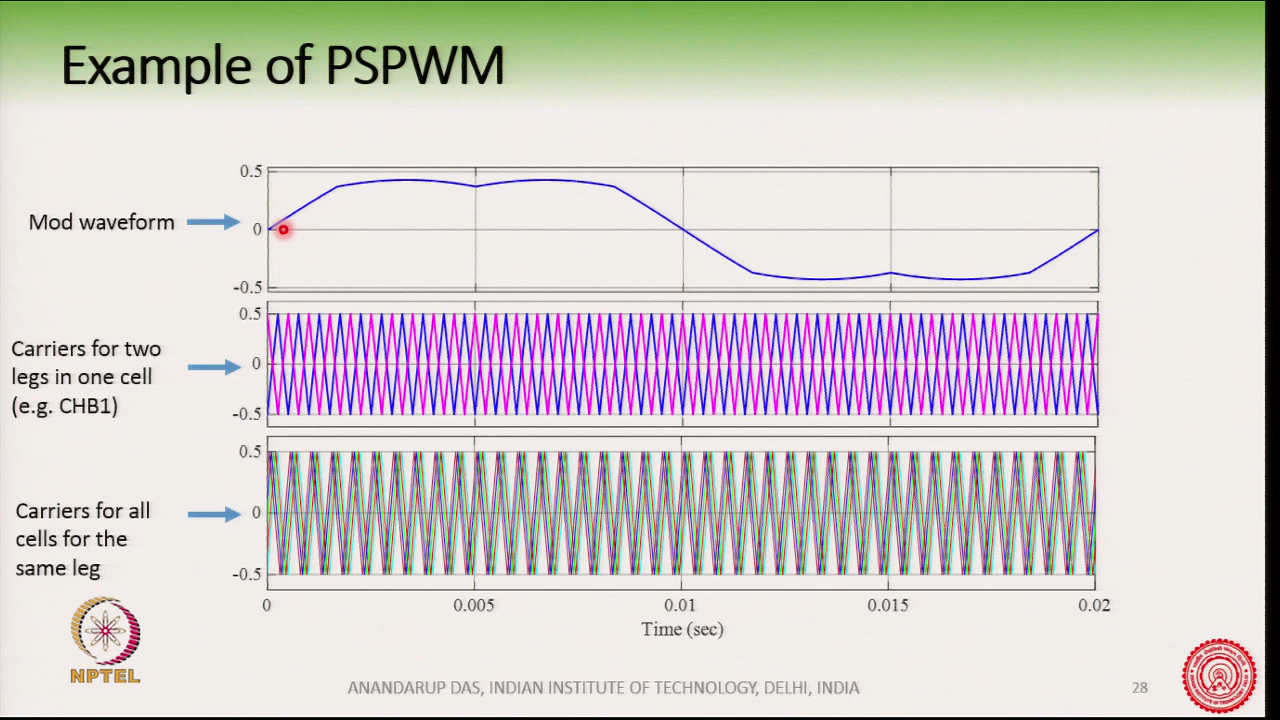 Example of PSPWM
Mod waveform
0.5
0
-0.5
Carriers for two
legs in one cell
(e.g. CHB1)
0.5
0
-0.5
Carriers for all
cells for the
same leg
0.5
0
-0.5
0
0.005
0.01
0.015
0.02
Time (sec)
NPTEL
ANANDARUP DAS, INDIAN INSTITUTE OF TECHNOLOGY, DELHI, INDIA
28